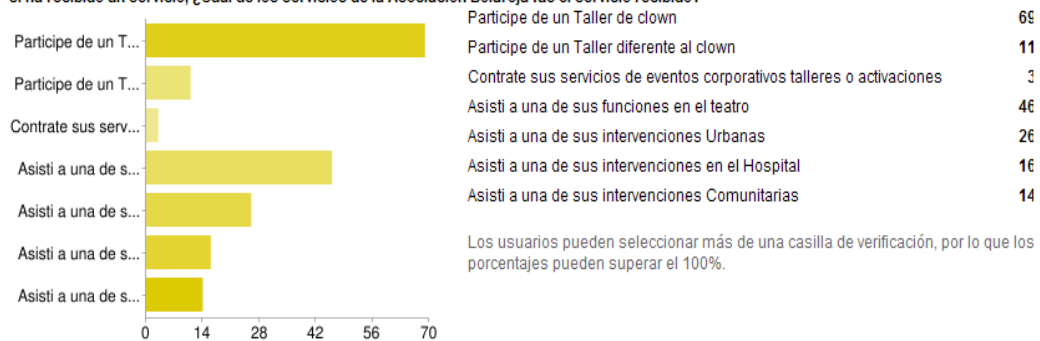 Participe de un T...
Participe de un T...
Contrate sus serv...
Asisti a una de s...
Asisti a una de s...
Asisti a una de s...
Asisti a una de s...
0 14 28 42 56 70
Participe de un Taller de clown 69
Participe de un Taller diferente al clown 11
Contrate sus servicios de eventos corporativos talleres o activaciones 3
Asisti a una de sus funciones en el teatro 46
Asisti a una de sus intervenciones Urbanas 26
Asisti a una de sus intervenciones en el Hospital 16
Asisti a una de sus intervenciones Comunitarias 14
Los usuarios pueden seleccionar más de una casilla de verificación, por lo que los
porcentajes pueden superar el 100%.